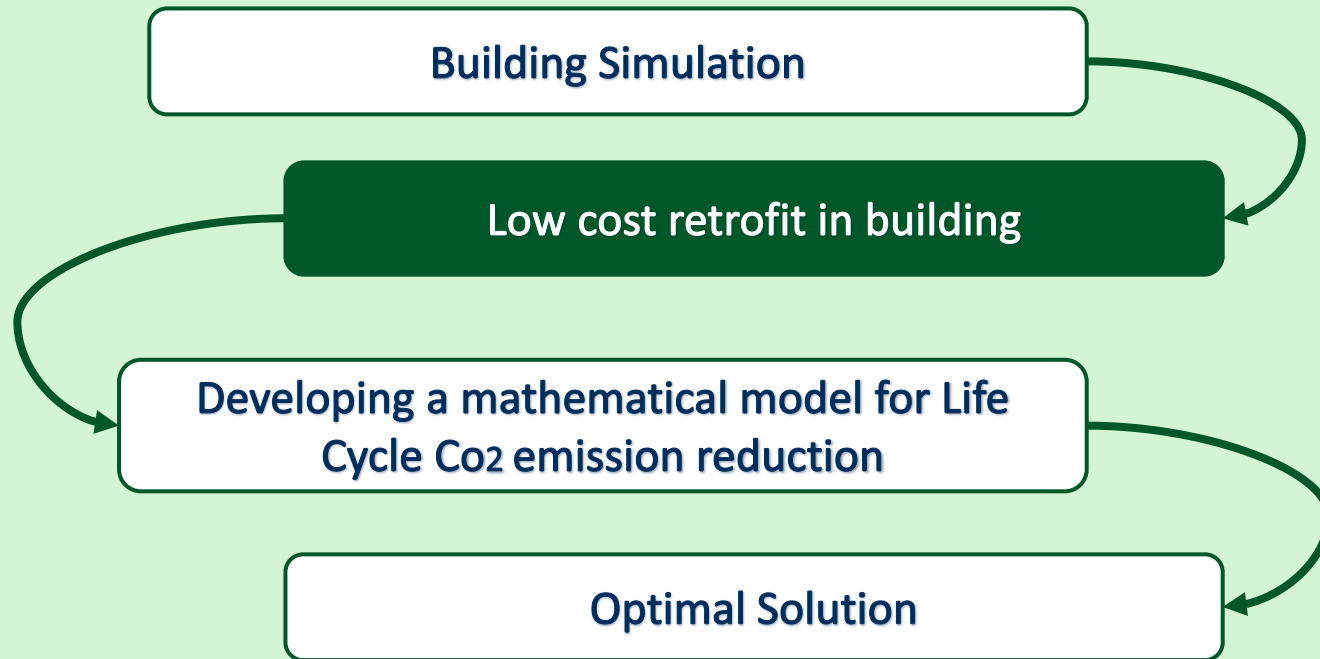 Building Simulation
Low cost retrofit in building
Developing a mathematical model for Life
Cycle Co2 emission reduction
Optimal Solution